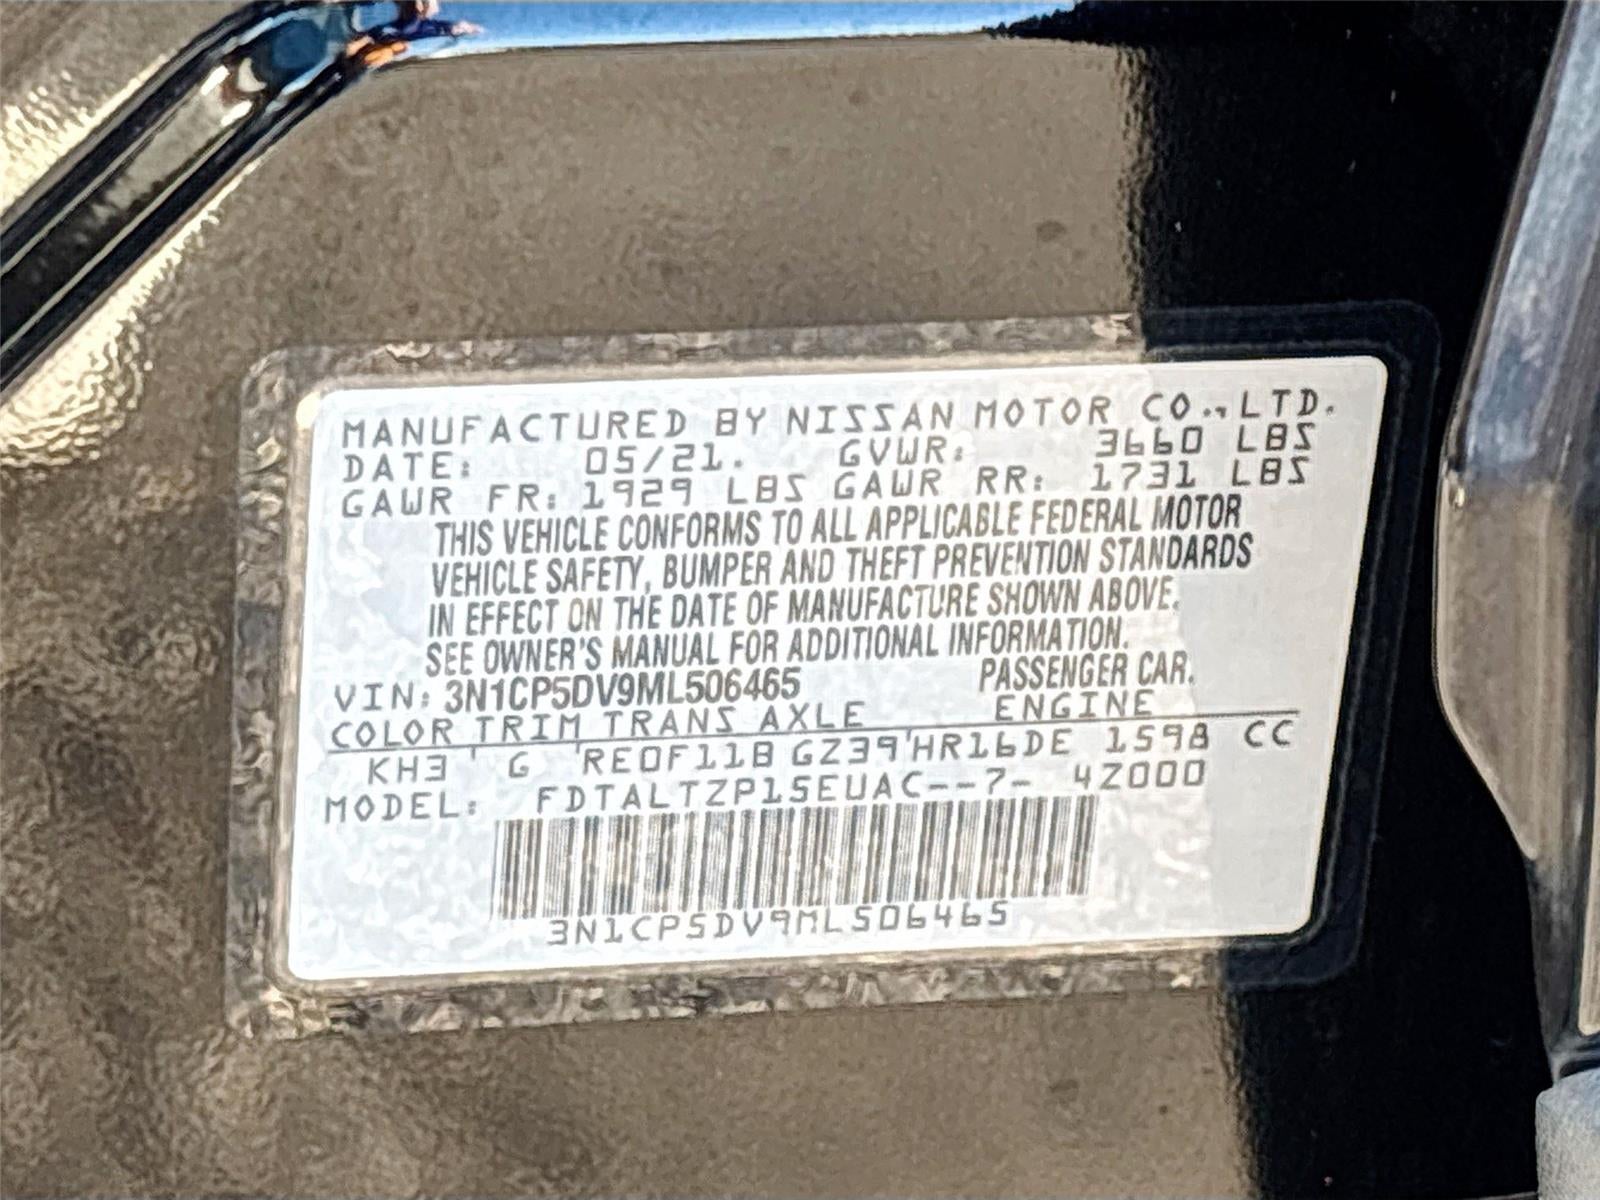 MANUFACTURED BY NISSAN MOTOR CO., LTD.
DATE: 05/21. GVWR: 3660 LBS
GAWR FR: 1929 LBS GAWR RR: 1731 LBS
THIS VEHICLE CONFORMS TO ALL APPLICABLE FEDERAL MOTOR
VEHICLE SAFETY, BUMPER AND THEFT PREVENTION STANDARDS
IN EFFECT ON THE DATE OF MANUFACTURE SHOWN ABOVE.
SEE OWNER'S MANUAL FOR ADDITIONAL INFORMATION.
VIN: 3N1CP5DV9ML506465 PASSENGER CAR.
COLOR TRIM TRANS AXLE ENGINE
KH3 G RE0F11B GZ39 HR16DE 1598 CC
MODEL: FDTALTZP15EUAC--7- 4Z000
3N1CP5DV9ML506465